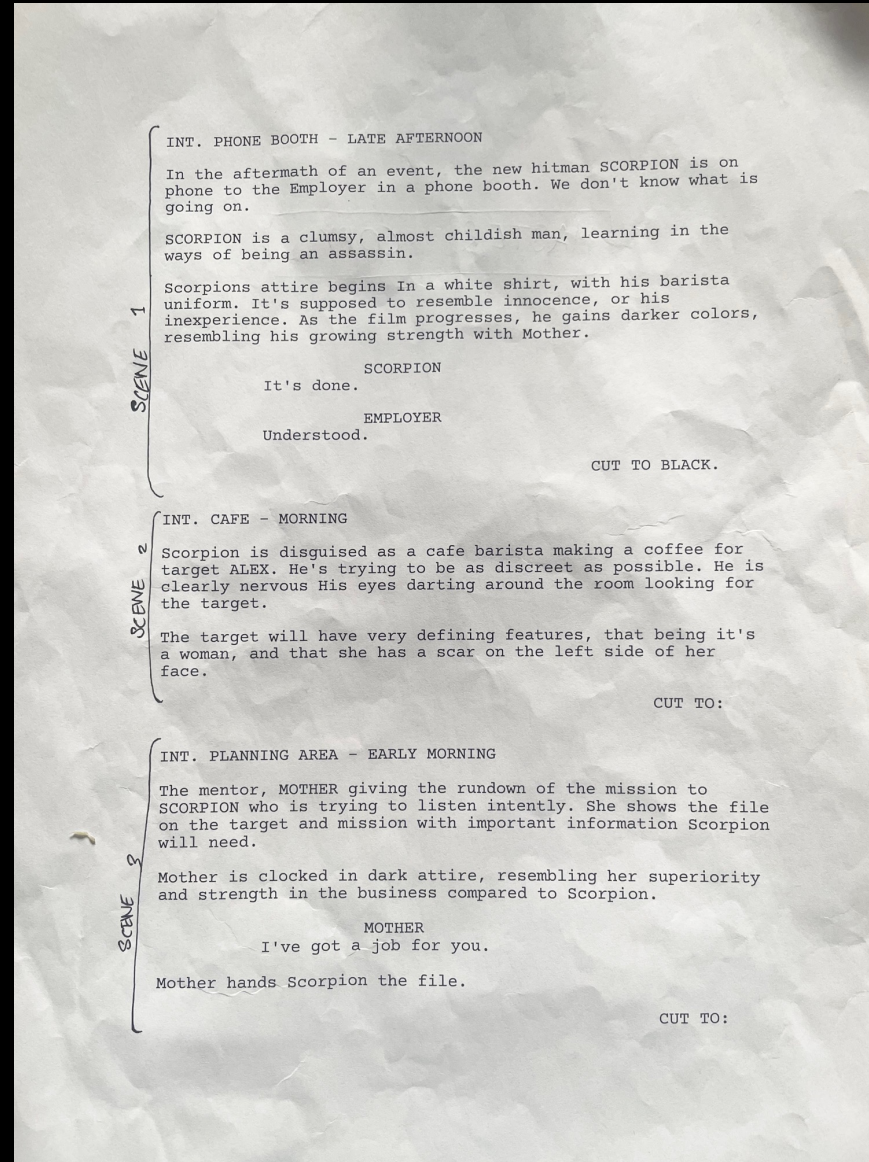 INT. PHONE BOOTH - LATE AFTERNOON
In the aftermath of an event, the new hitman SCORPION is on
phone to the Employer in a phone booth. We don't know what is
going on.
SCORPION is a clumsy, almost childish man, learning in the
ways of being an assassin.
Scorpions attire begins In a white shirt, with his barista
uniform. It's supposed to resemble innocence, or his
inexperience. As the film progresses, he gains darker colors,
resembling his growing strength with Mother.
SCORPION
It's done.
EMPLOYER
Understood.
CUT TO BLACK.
SCENE 1
INT. CAFE - MORNING
Scorpion is disguised as a cafe barista making a coffee for
target ALEX. He's trying to be as discreet as possible. He is
clearly nervous His eyes darting around the room looking for
the target.
The target will have very defining features, that being it's
a woman, and that she has a scar on the left side of her
face.
CUT TO:
SCENE 2
INT. PLANNING AREA - EARLY MORNING
The mentor, MOTHER giving the rundown of the mission to
SCORPION who is trying to listen intently. She shows the file
on the target and mission with important information Scorpion
will need.
Mother is clocked in dark attire, resembling her superiority
and strength in the business compared to Scorpion.
MOTHER
I've got a job for you.
Mother hands Scorpion the file.
CUT TO:
SCENE 3